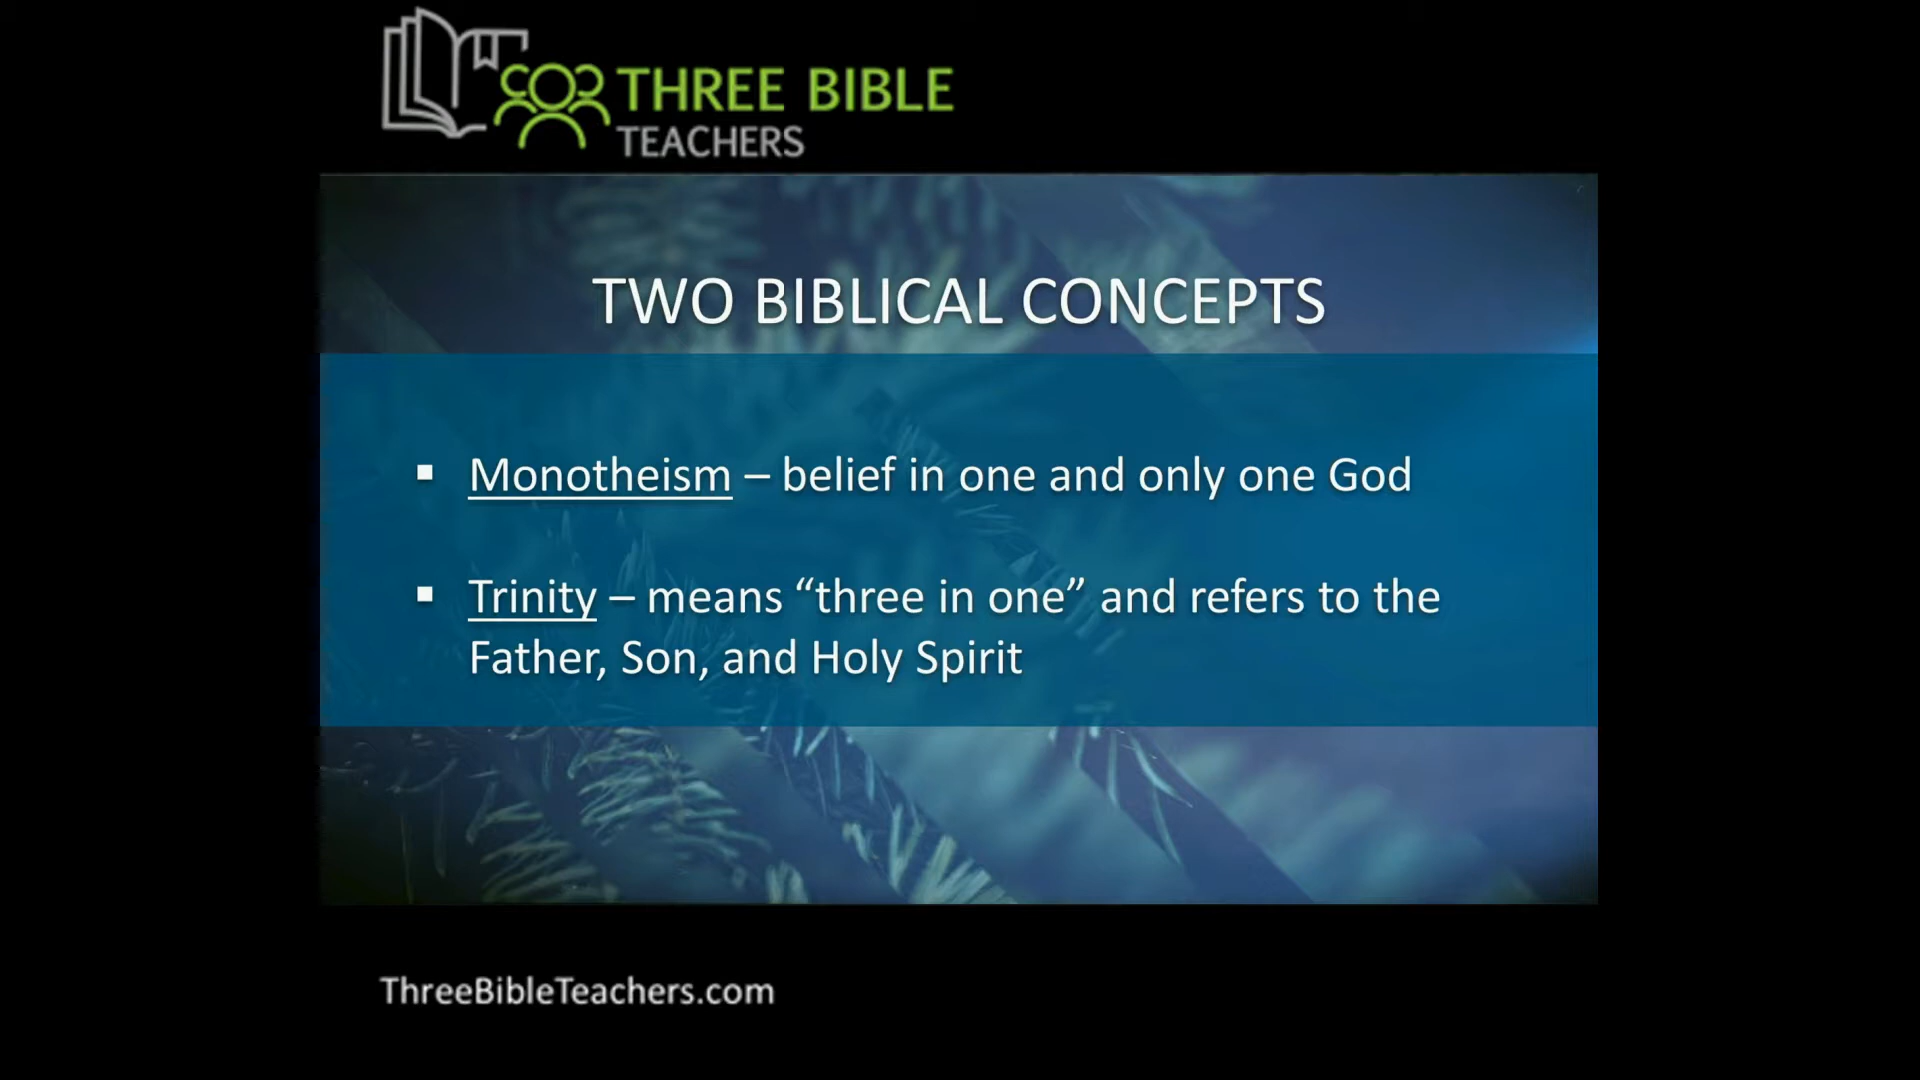 THREE BIBLE
TEACHERS
TWO BIBLICAL CONCEPTS
▪ Monotheism – belief in one and only one God
▪ Trinity – means “three in one” and refers to the
Father, Son, and Holy Spirit
ThreeBibleTeachers.com